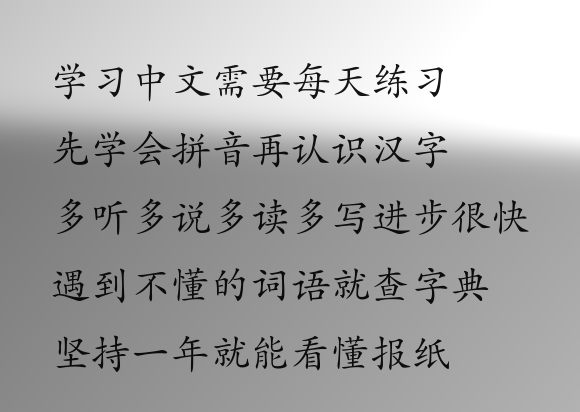 学习中文需要每天练习
先学会拼音再认识汉字
多听多说多读多写进步很快
遇到不懂的词语就查字典
坚持一年就能看懂报纸